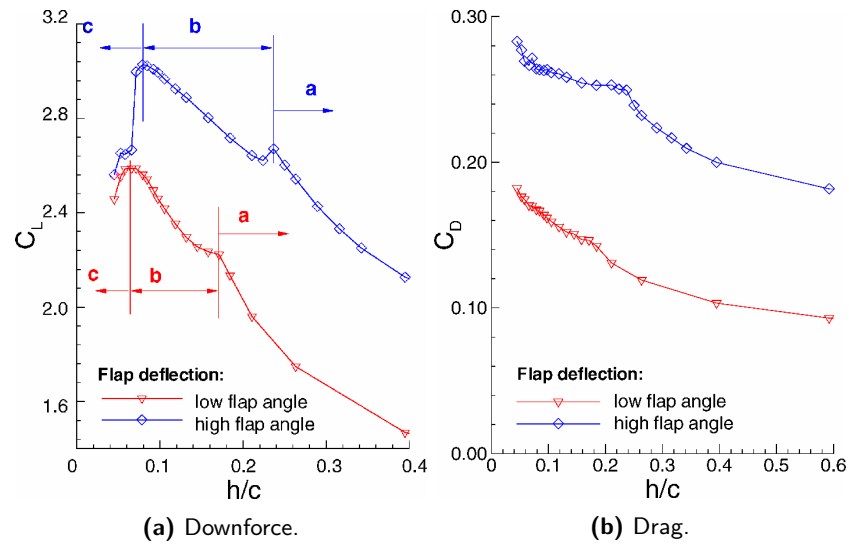 3.2
2.8
2.4
2.0
1.6
C_L
c
b
a
a
c
b
Flap deflection:
low flap angle
high flap angle
0
0.1
0.2
0.3
0.4
h/c
(a) Downforce.
0.30
0.20
0.10
0.00
C_D
Flap deflection:
low flap angle
high flap angle
0
0.1
0.2
0.3
0.4
0.5
0.6
h/c
(b) Drag.